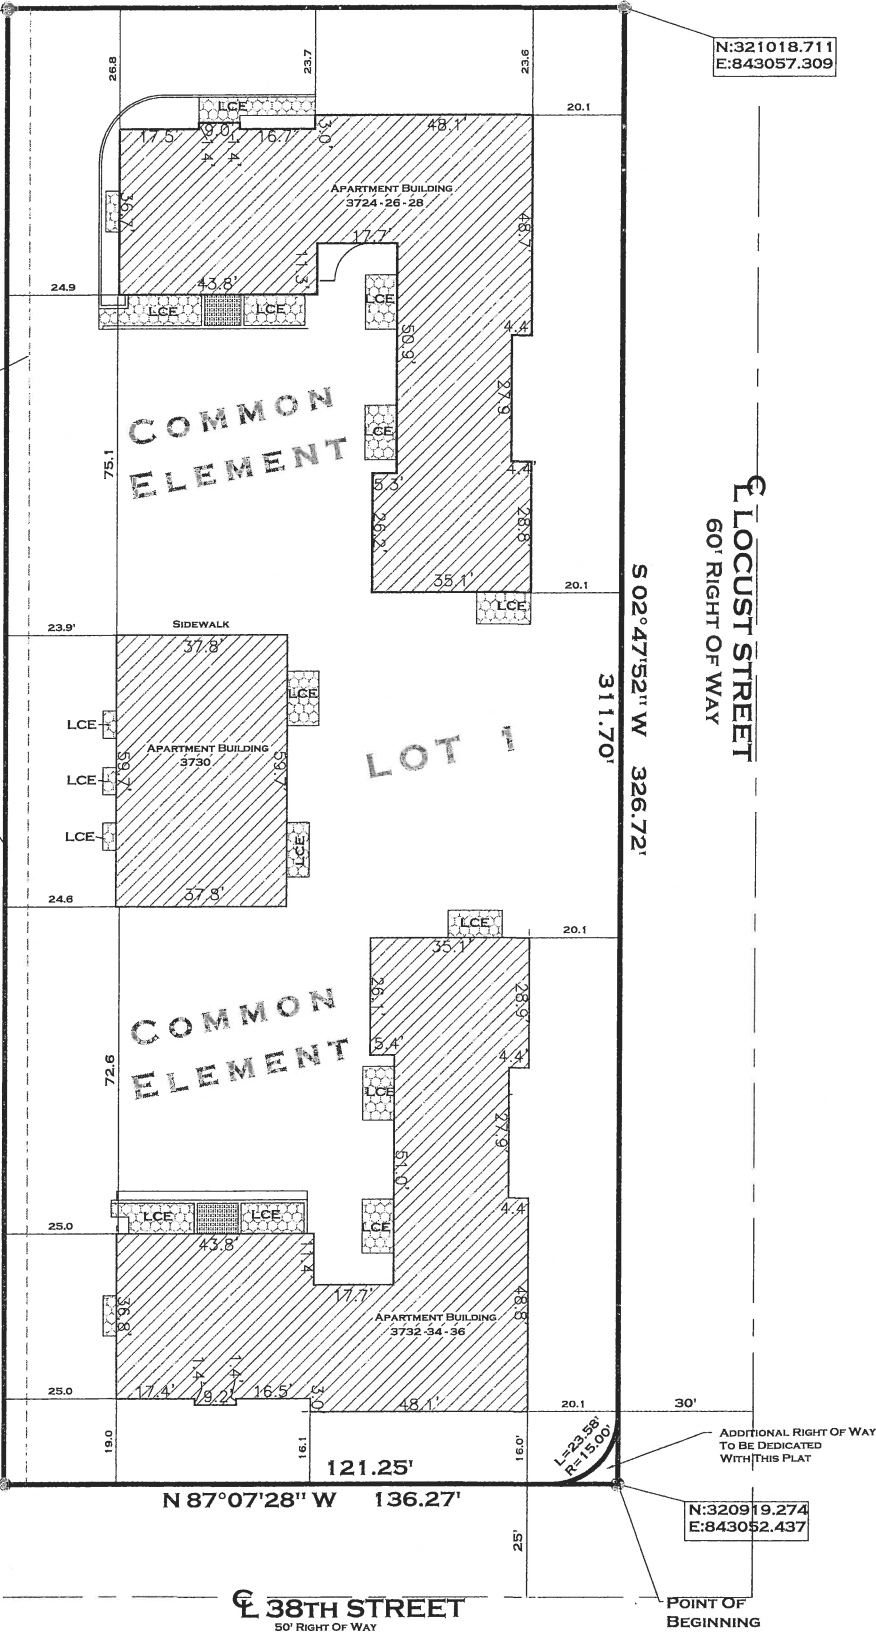 N:321018.711
E:843057.309
26.8
23.7
23.6
20.1
LCE
17.5'
9.0'
16.7'
3.0'
48.1'
1.4'
1.4'
APARTMENT BUILDING
3724-26-28
36.7'
48.7'
17.7'
11.3'
24.9
43.8'
LCE
LCE
LCE
50.9'
4.4'
27.9'
COMMON
ELEMENT
LCE
75.1
4.4'
5.3'
26.2'
28.8'
35.1'
20.1
LCE
℄ LOCUST STREET
60' RIGHT OF WAY
S 02°47'52" W 326.72'
311.70'
23.9'
SIDEWALK
37.8'
LCE
LCE
APARTMENT BUILDING
3730
59.7'
59.7'
LCE
LCE
LCE
LOT 1
24.6
37.8'
LCE
20.1
35.1'
26.1'
28.9'
COMMON
ELEMENT
5.4'
4.4'
72.6
LCE
27.9'
51.0'
LCE
LCE
LCE
4.4'
25.0
43.8'
11.4'
17.7'
36.8'
48.8'
APARTMENT BUILDING
3732-34-36
1.4'
1.4'
25.0
17.4'
9.2'
16.5'
3.0'
48.1'
20.1
30'
19.0
16.1
16.0'
L=23.58'
R=15.00'
ADDITIONAL RIGHT OF WAY
TO BE DEDICATED
WITH THIS PLAT
121.25'
N 87°07'28" W 136.27'
N:320919.274
E:843052.437
25'
℄ 38TH STREET
50' RIGHT OF WAY
POINT OF
BEGINNING